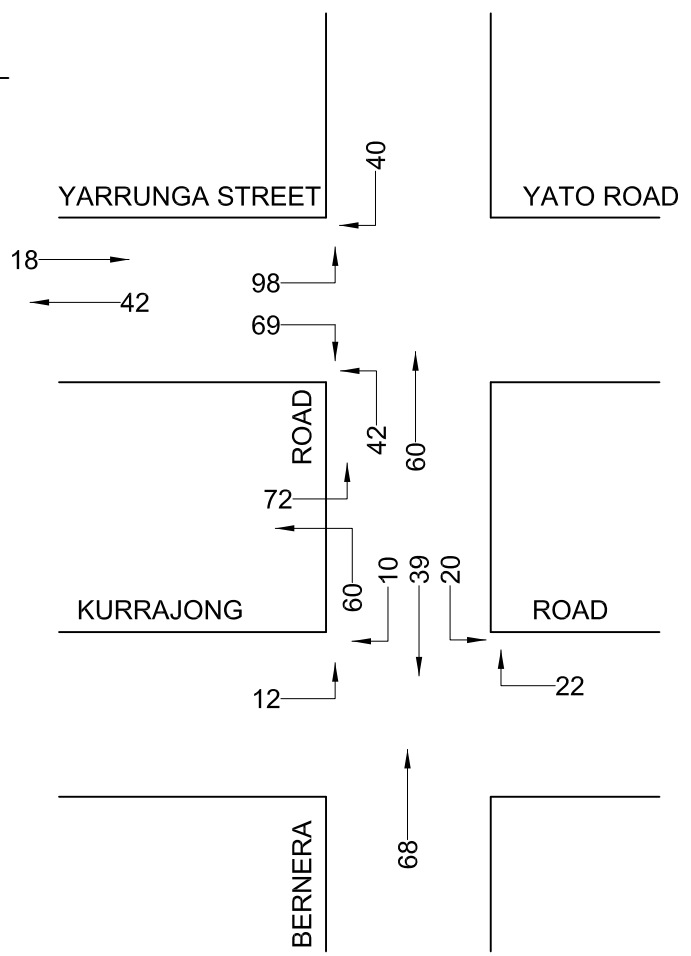 40
YARRUNGA STREET
YATO ROAD
18
98
42
69
ROAD
42
60
72
60
10
39
20
KURRAJONG
ROAD
12
22
68
BERNERA